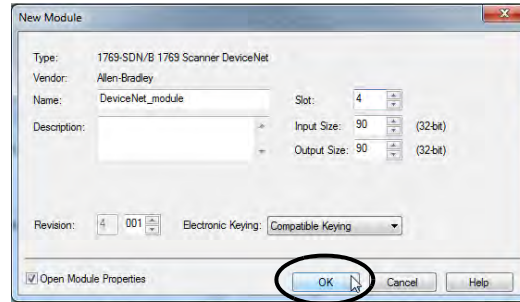 New Module
Type: 1769-SDN/B 1769 Scanner DeviceNet
Vendor: Allen-Bradley
Name: DeviceNet_module Slot: 4
Description: Input Size: 90 (32-bit)
Output Size: 90 (32-bit)
Revision: 4 001 Electronic Keying: Compatible Keying
Open Module Properties OK Cancel Help